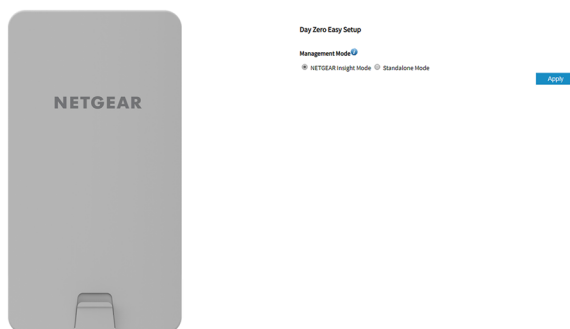 NETGEAR
Day Zero Easy Setup
Management Mode
NETGEAR Insight Mode Standalone Mode
Apply